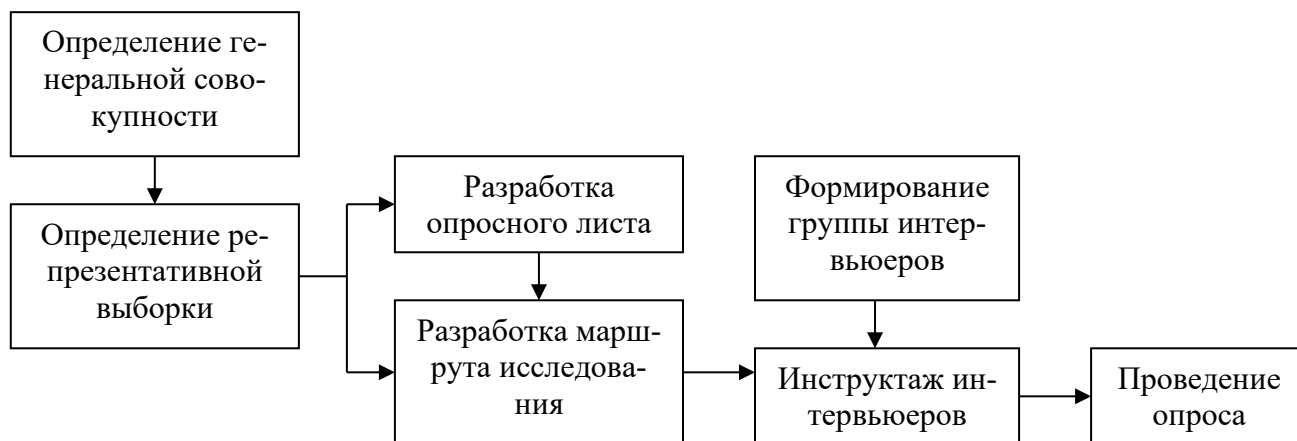 Определение ге-
неральной сово-
купности
Определение ре-
презентативной
выборки
Разработка
опросного листа
Разработка марш-
рута исследова-
ния
Формирование
группы интер-
вьюеров
Инструктаж ин-
тервьюеров
Проведение
опроса